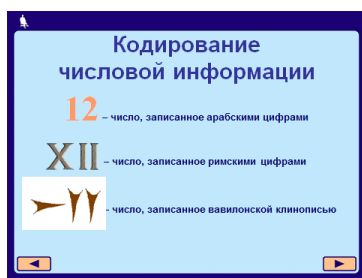 Кодирование
числовой информации
12 – число, записанное арабскими цифрами
XII – число, записанное римскими цифрами
- число, записанное вавилонской клинописью